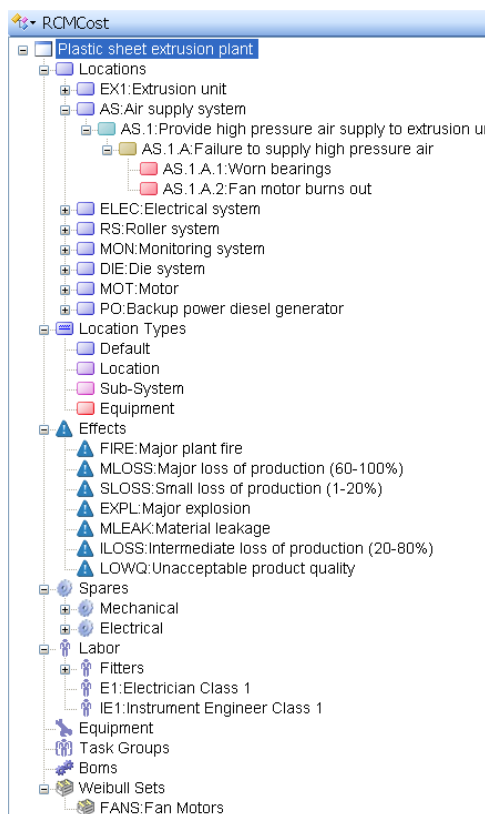 RCMCost
Plastic sheet extrusion plant
Locations
EX1:Extrusion unit
AS:Air supply system
AS.1:Provide high pressure air supply to extrusion
AS.1.A:Failure to supply high pressure air
AS.1.A.1:Worn bearings
AS.1.A.2:Fan motor burns out
ELEC:Electrical system
RS:Roller system
MON:Monitoring system
DIE:Die system
MOT:Motor
PO:Backup power diesel generator
Location Types
Default
Location
Sub-System
Equipment
Effects
FIRE:Major plant fire
MLOSS:Major loss of production (60-100%)
SLOSS:Small loss of production (1-20%)
EXPL:Major explosion
MLEAK:Material leakage
ILOSS:Intermediate loss of production (20-80%)
LOWQ:Unacceptable product quality
Spares
Mechanical
Electrical
Labor
Fitters
E1:Electrician Class 1
IE1:Instrument Engineer Class 1
Equipment
Task Groups
Boms
Weibull Sets
FANS:Fan Motors